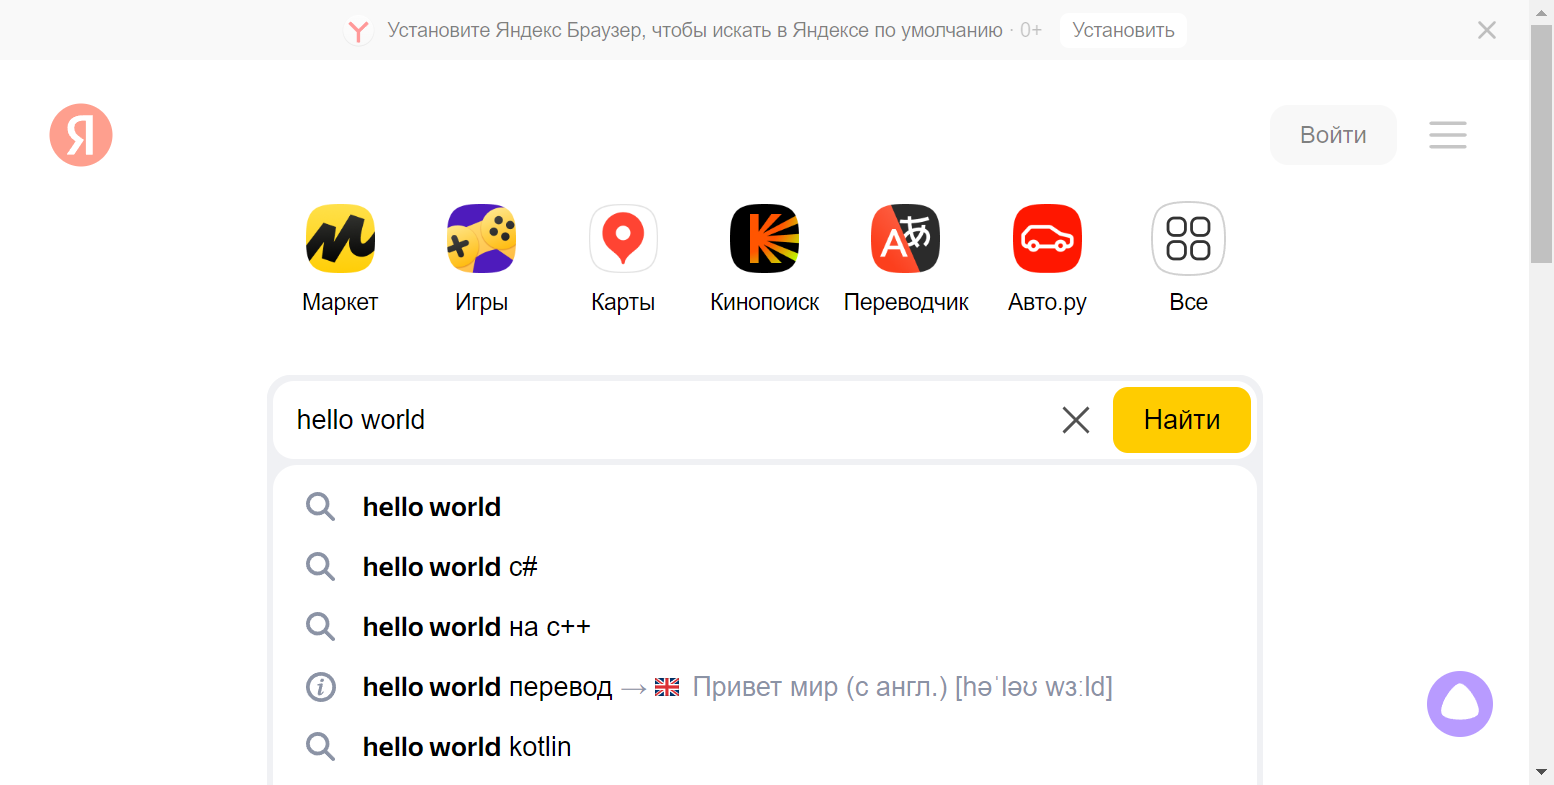 Установите Яндекс Браузер, чтобы искать в Яндексе по умолчанию · 0+ Установить
Я Войти
Маркет Игры Карты Кинопоиск Переводчик Авто.ру Все
hello world Найти
hello world
hello world c#
hello world на c++
hello world перевод → Привет мир (с англ.) [həˈləʊ wɜːld]
hello world kotlin